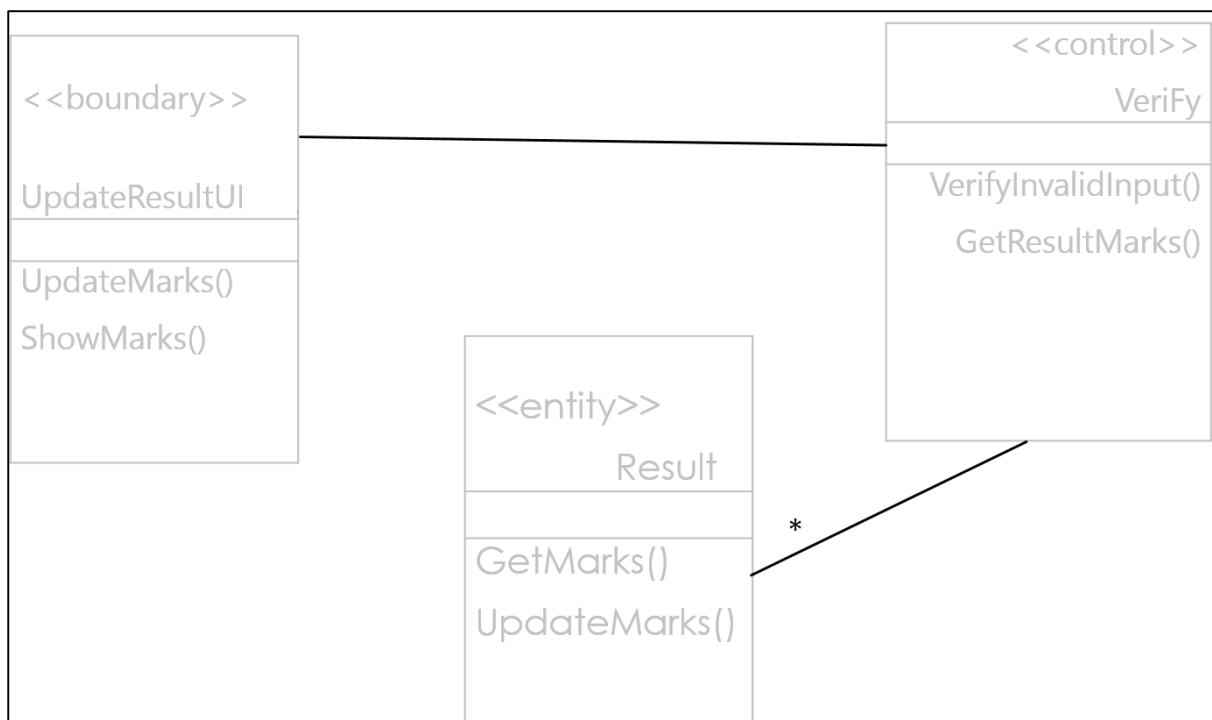 <<boundary>>
UpdateResultUI
UpdateMarks()
ShowMarks()
<<control>>
VeriFy
VerifyInvalidInput()
GetResultMarks()
<<entity>>
Result
GetMarks()
UpdateMarks()
*